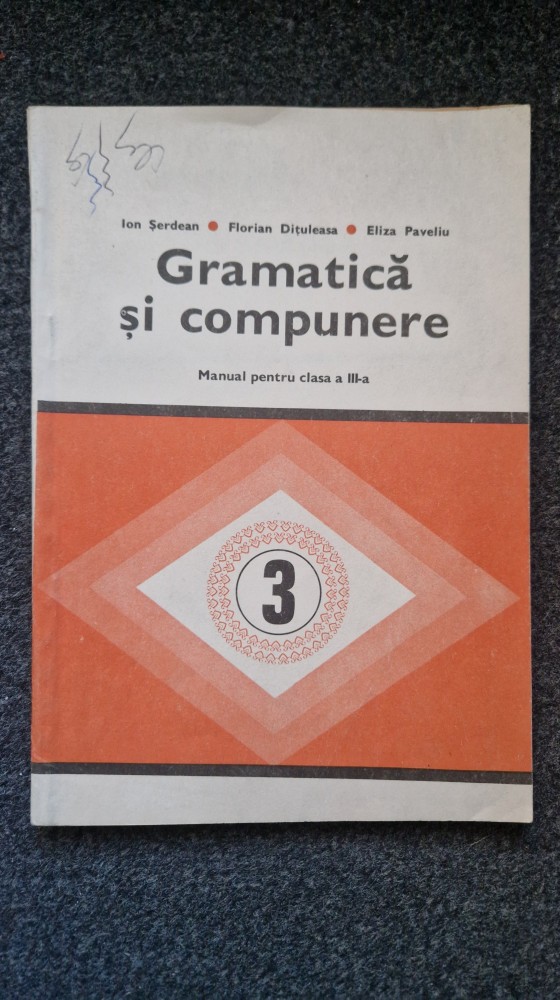 Ion Șerdean • Florian Dițuleasa • Eliza Paveliu
Gramatică
și compunere
Manual pentru clasa a III-a
3